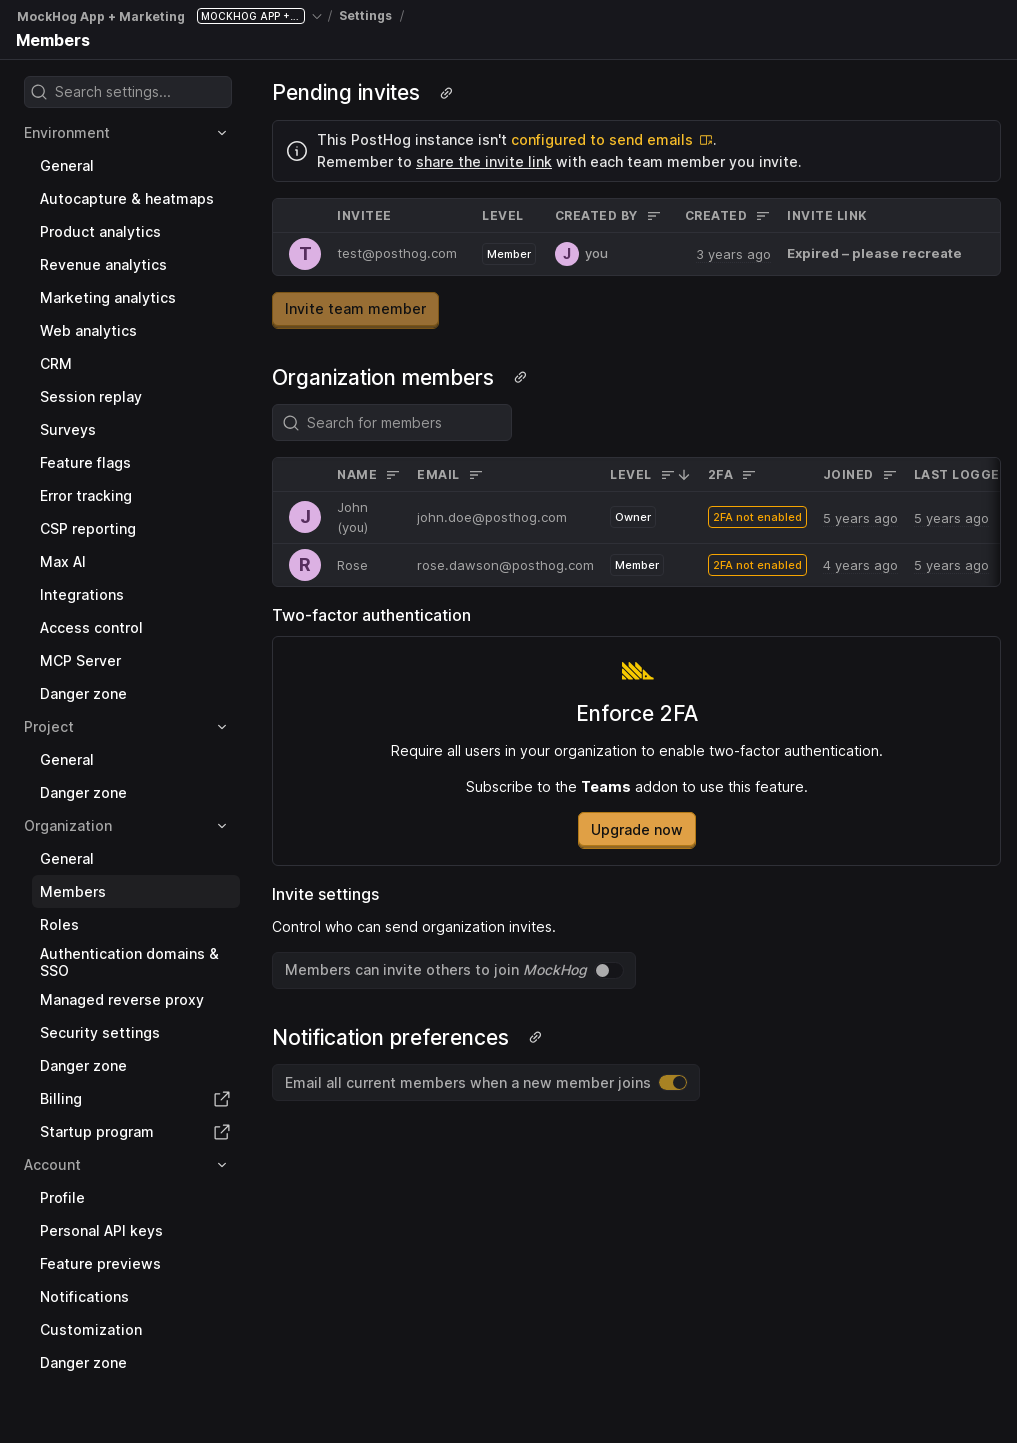 MockHog App + Marketing MOCKHOG APP +... / Settings /
Members
Search settings...
Environment
General
Autocapture & heatmaps
Product analytics
Revenue analytics
Marketing analytics
Web analytics
CRM
Session replay
Surveys
Feature flags
Error tracking
CSP reporting
Max AI
Integrations
Access control
MCP Server
Danger zone
Project
General
Danger zone
Organization
General
Members
Roles
Authentication domains &
SSO
Managed reverse proxy
Security settings
Danger zone
Billing
Startup program
Account
Profile
Personal API keys
Feature previews
Notifications
Customization
Danger zone
Pending invites
This PostHog instance isn't configured to send emails.
Remember to share the invite link with each team member you invite.
INVITEE LEVEL CREATED BY CREATED INVITE LINK
T test@posthog.com Member J you 3 years ago Expired – please recreate
Invite team member
Organization members
Search for members
NAME EMAIL LEVEL 2FA JOINED LAST LOGGE
J John (you) john.doe@posthog.com Owner 2FA not enabled 5 years ago 5 years ago
R Rose rose.dawson@posthog.com Member 2FA not enabled 4 years ago 5 years ago
Two-factor authentication
Enforce 2FA
Require all users in your organization to enable two-factor authentication.
Subscribe to the Teams addon to use this feature.
Upgrade now
Invite settings
Control who can send organization invites.
Members can invite others to join MockHog
Notification preferences
Email all current members when a new member joins